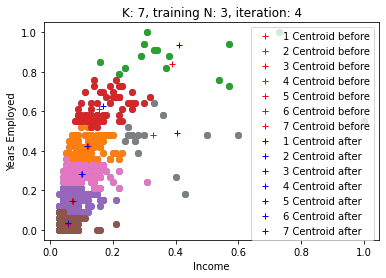 K: 7, training N: 3, iteration: 4
Years Employed
1.0
0.8
0.6
0.4
0.2
0.0
0.0 0.2 0.4 0.6 0.8 1.0
Income
1 Centroid before
2 Centroid before
3 Centroid before
4 Centroid before
5 Centroid before
6 Centroid before
7 Centroid before
1 Centroid after
2 Centroid after
3 Centroid after
4 Centroid after
5 Centroid after
6 Centroid after
7 Centroid after